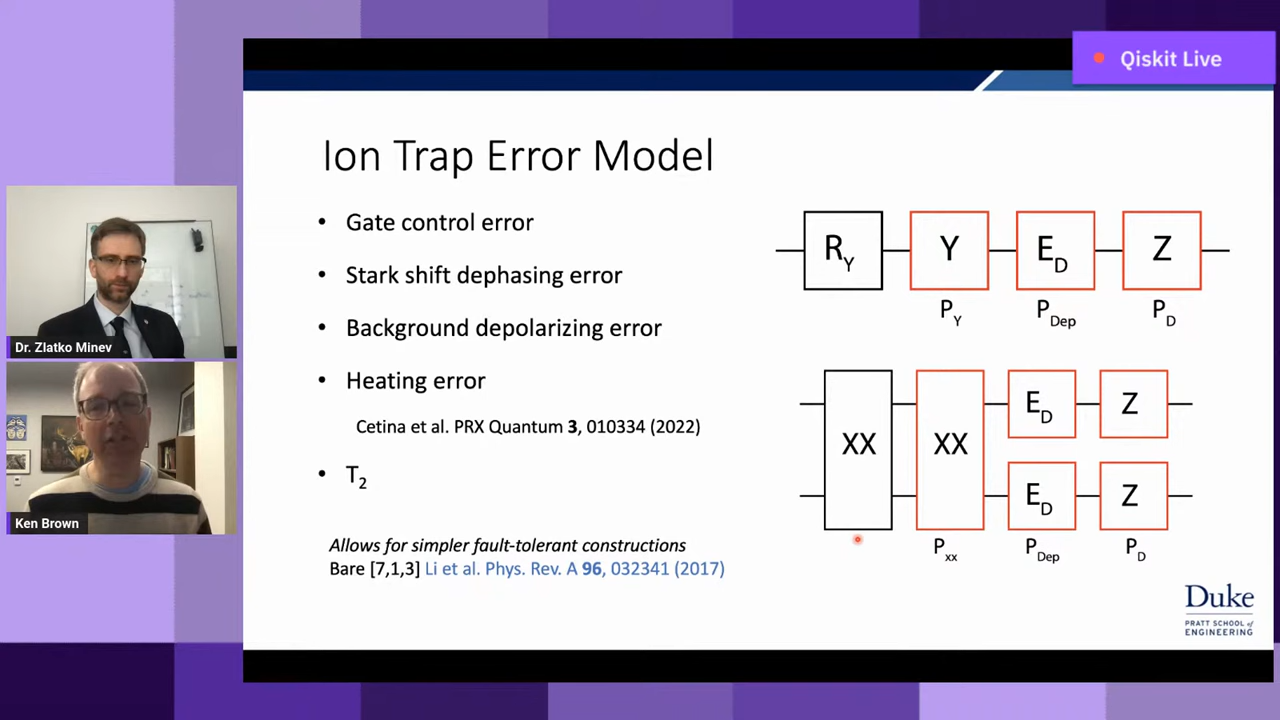 Qiskit Live
Ion Trap Error Model
• Gate control error
• Stark shift dephasing error
• Background depolarizing error
• Heating error
Cetina et al. PRX Quantum 3, 010334 (2022)
• T2
Allows for simpler fault-tolerant constructions
Bare [7,1,3] Li et al. Phys. Rev. A 96, 032341 (2017)
RY Y ED Z
PY PDep PD
XX XX ED Z
ED Z
Pxx PDep PD
Duke
PRATT SCHOOL of
ENGINEERING
Dr. Zlatko Minev
Ken Brown